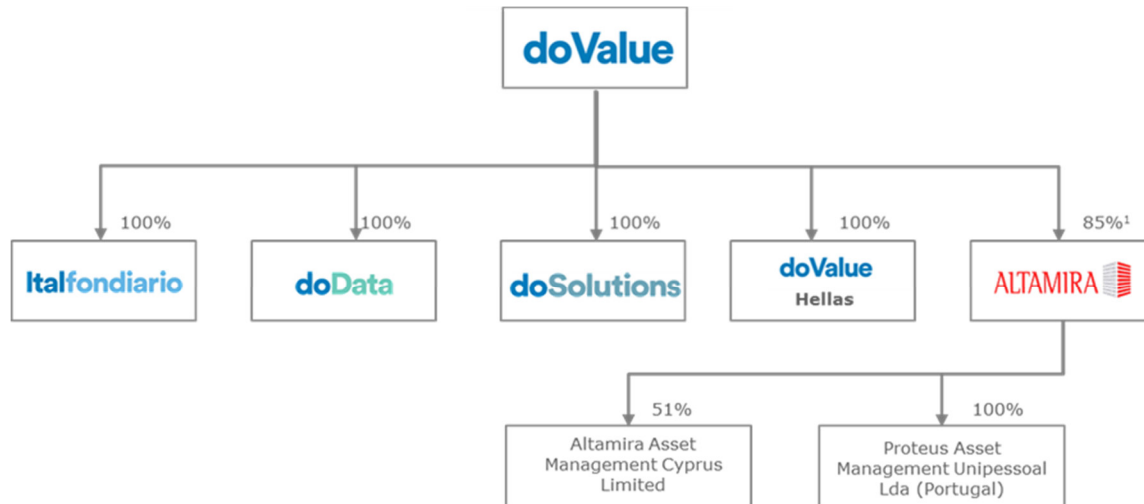 doValue
100%
100%
100%
100%
85%¹
Italfondiario
doData
doSolutions
doValue
Hellas
ALTAMIRA
51%
100%
Altamira Asset
Management Cyprus
Limited
Proteus Asset
Management Unipessoal
Lda (Portugal)